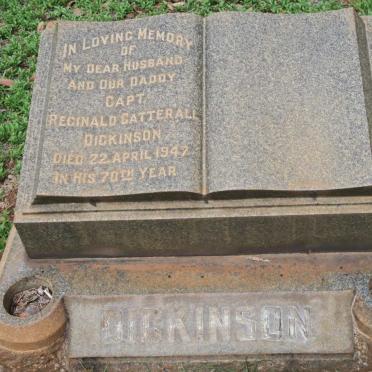 IN LOVING MEMORY
OF
MY DEAR HUSBAND
AND OUR DADDY
CAPT.
REGINALD CATTERALL
DICKINSON
DIED 22 APRIL 1947
IN HIS 70TH YEAR
DICKINSON